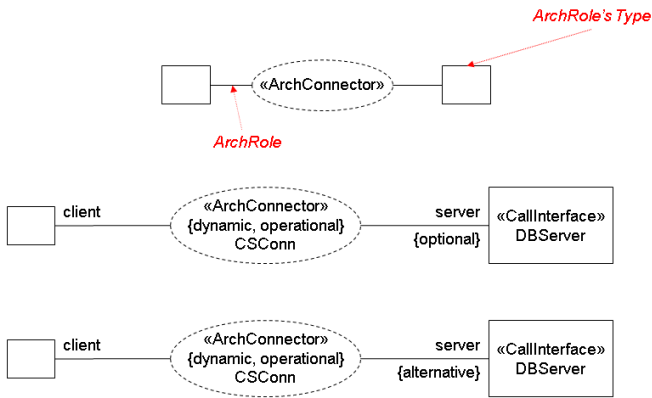 ArchRole's Type
«ArchConnector»
ArchRole
client
«ArchConnector»
{dynamic, operational}
CSConn
server
{optional}
«CallInterface»
DBServer
client
«ArchConnector»
{dynamic, operational}
CSConn
server
{alternative}
«CallInterface»
DBServer